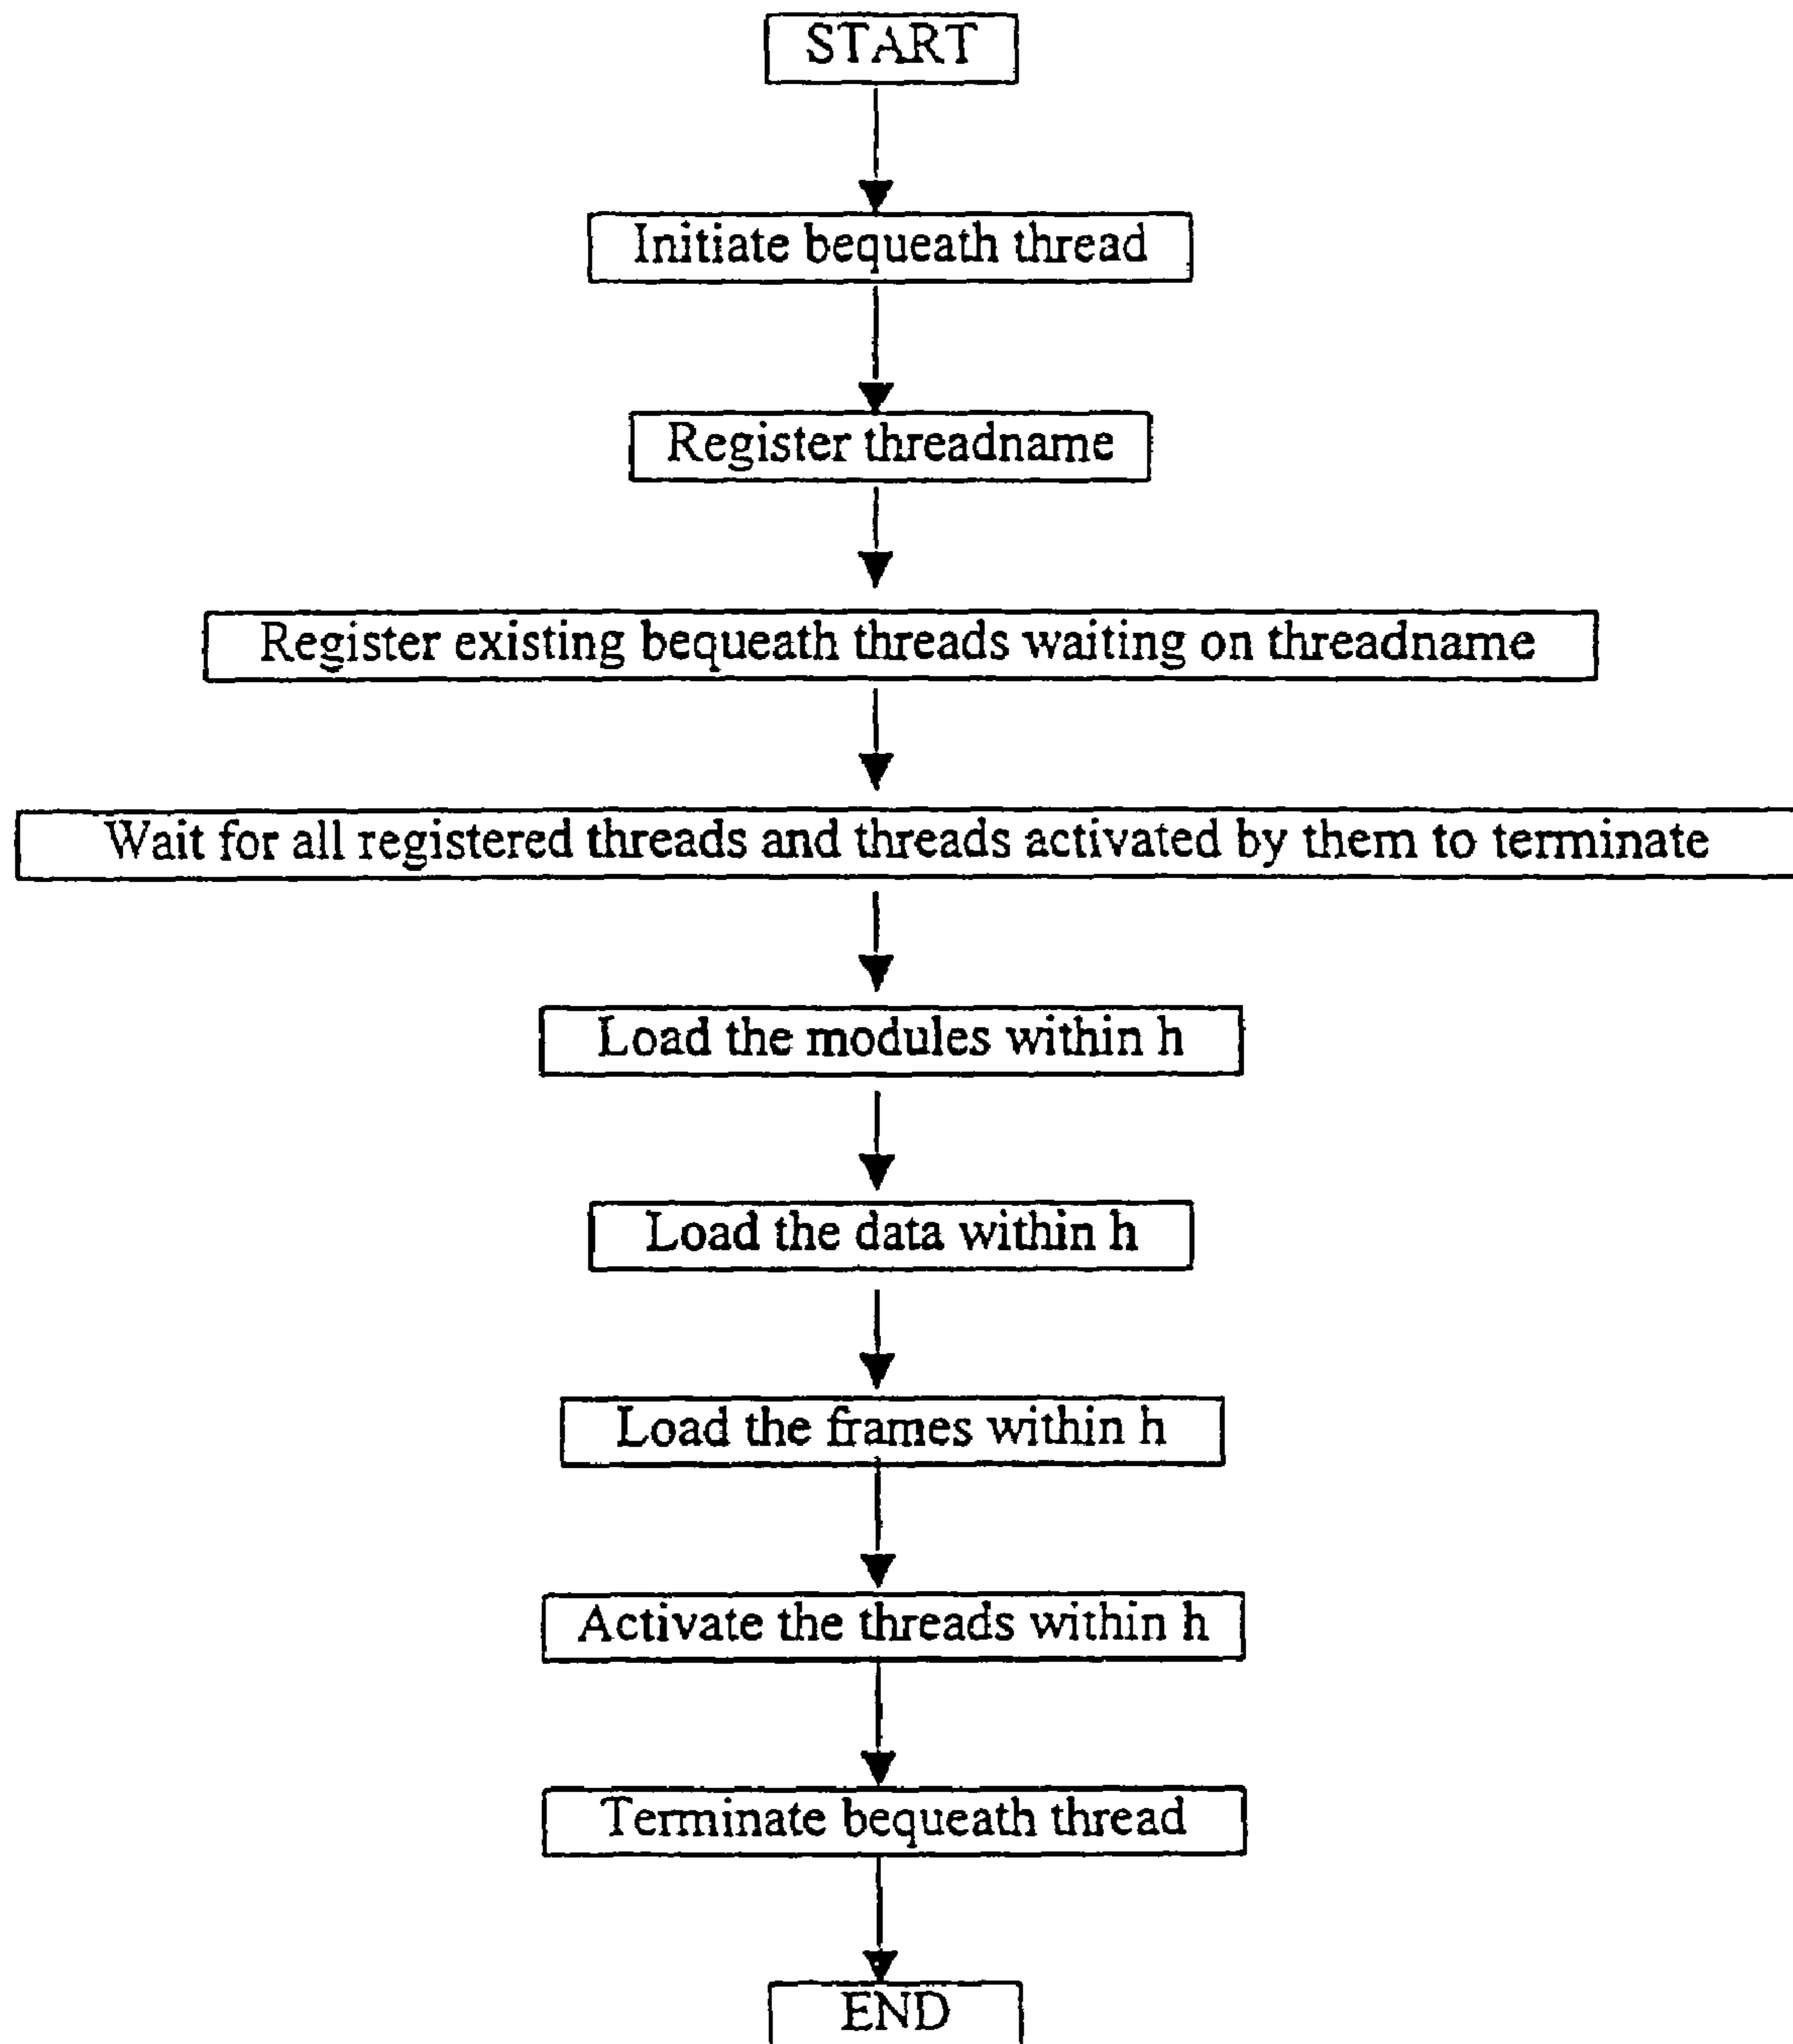 START
Initiate bequeath thread
Register threadname
Register existing bequeath threads waiting on threadname
Wait for all registered threads and threads activated by them to terminate
Load the modules within h
Load the data within h
Load the frames within h
Activate the threads within h
Terminate bequeath thread
END